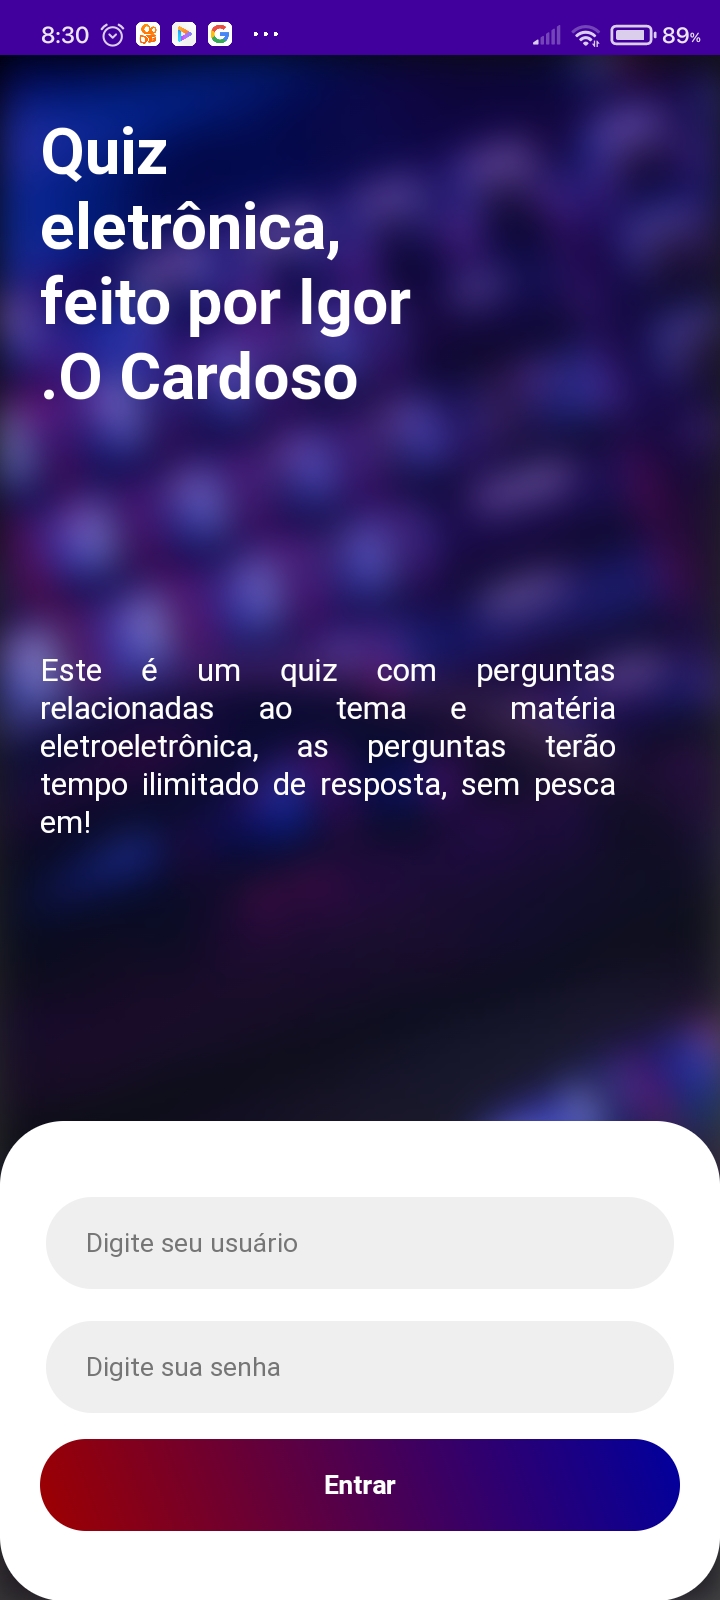 8:30
89%
Quiz
eletrônica,
feito por Igor
.O Cardoso
Este é um quiz com perguntas
relacionadas ao tema e matéria
eletroeletrônica, as perguntas terão
tempo ilimitado de resposta, sem pesca
em!
Digite seu usuário
Digite sua senha
Entrar